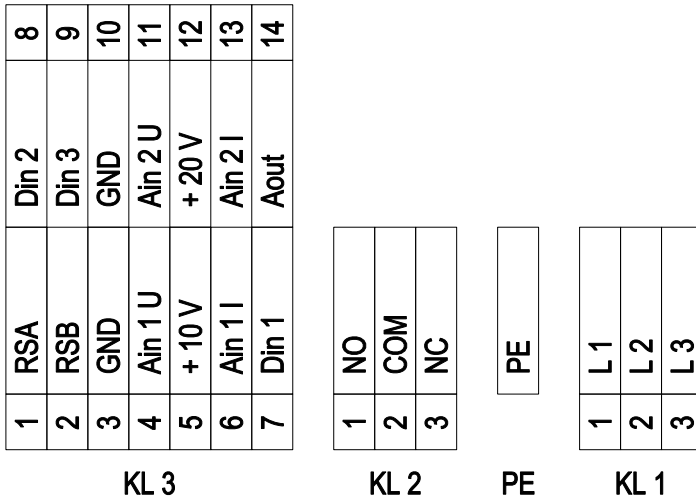 8 9 10 11 12 13 14
Din 2 Din 3 GND Ain 2 U + 20 V Ain 2 I Aout
RSA RSB GND Ain 1 U + 10 V Ain 1 I Din 1
1 2 3 4 5 6 7
KL 3
NO COM NC
1 2 3
KL 2
PE
PE
L 1 L 2 L 3
1 2 3
KL 1